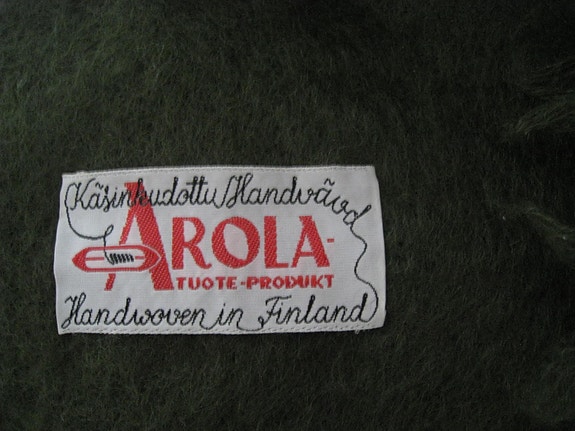 Käsinkudottu/Handvävd
AROLA-
TUOTE-PRODUKT
Handwoven in Finland